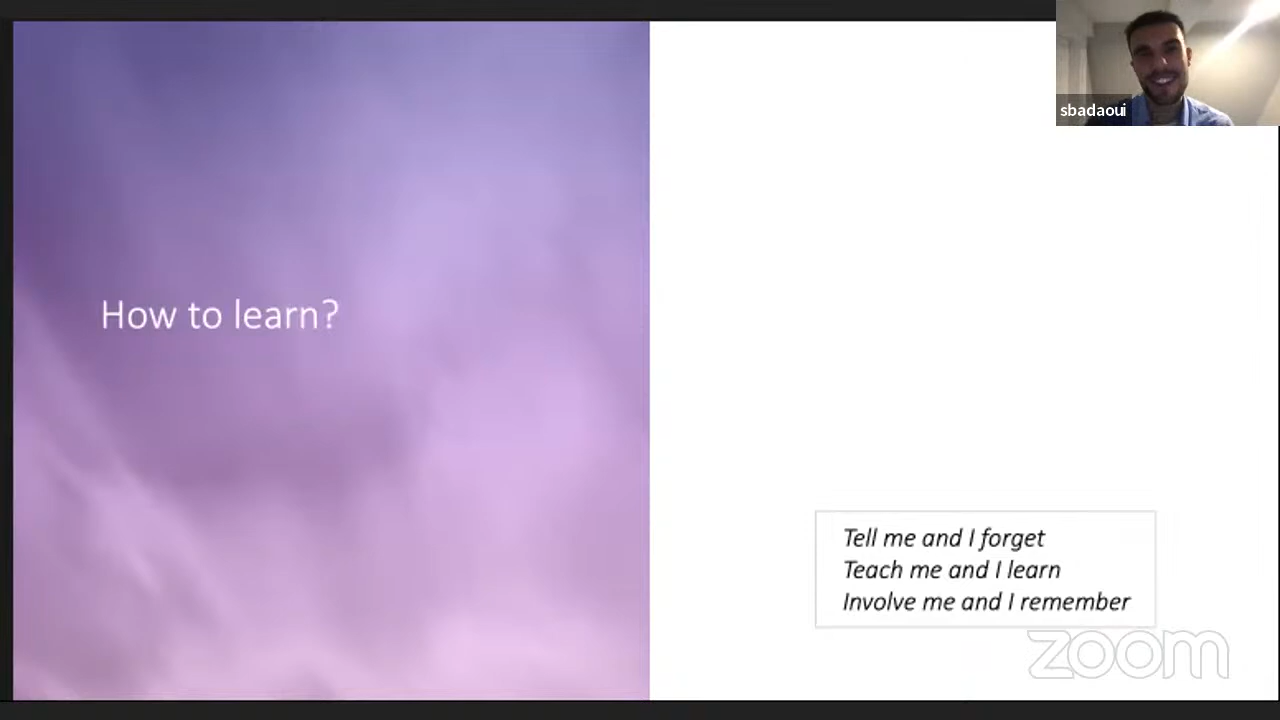 sbadaoui
How to learn?
Tell me and I forget
Teach me and I learn
Involve me and I remember
zoom